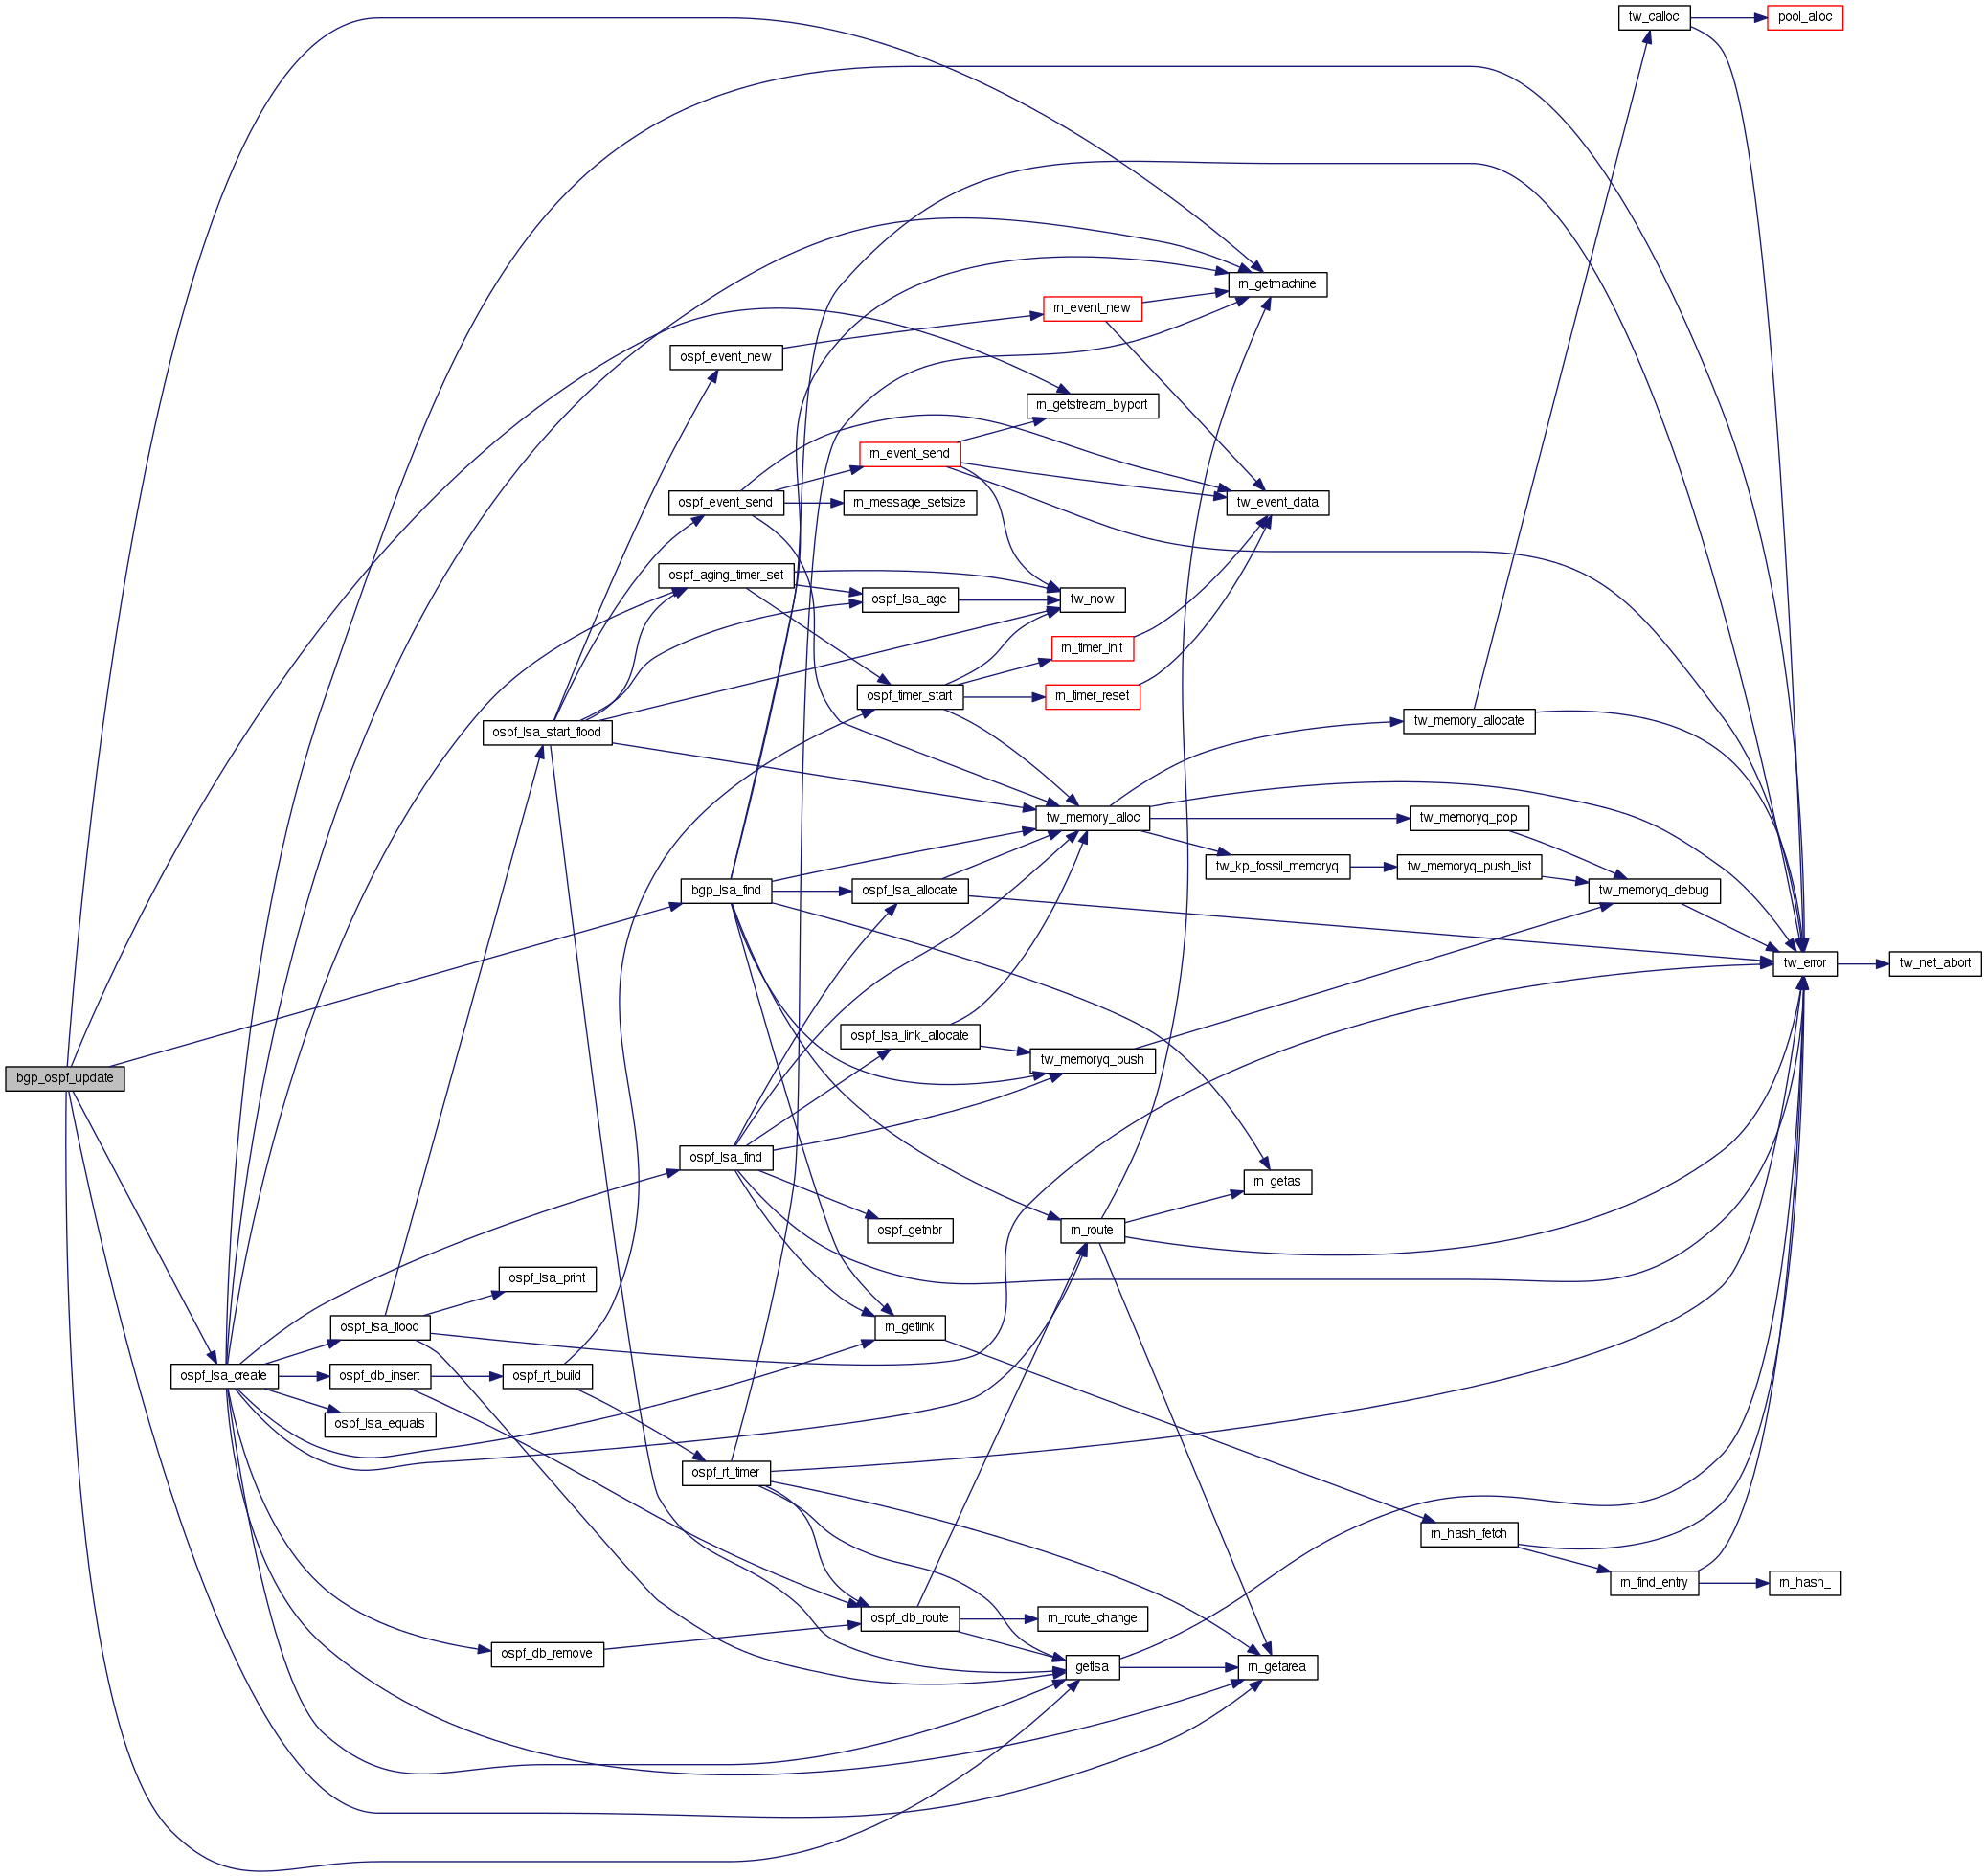 tw_calloc
pool_alloc
rn_getmachine
rn_event_new
ospf_event_new
rn_getstream_byport
rn_event_send
ospf_event_send
rn_message_setsize
tw_event_data
ospf_aging_timer_set
ospf_lsa_age
tw_now
rn_timer_init
ospf_timer_start
rn_timer_reset
tw_memory_allocate
ospf_lsa_start_flood
tw_memory_alloc
tw_memoryq_pop
tw_kp_fossil_memoryq
tw_memoryq_push_list
bgp_lsa_find
ospf_lsa_allocate
tw_memoryq_debug
tw_error
tw_net_abort
ospf_lsa_link_allocate
tw_memoryq_push
bgp_ospf_update
ospf_lsa_find
rn_getas
ospf_getnbr
rn_route
ospf_lsa_print
ospf_lsa_flood
rn_getlink
ospf_lsa_create
ospf_db_insert
ospf_rt_build
ospf_lsa_equals
ospf_rt_timer
rn_hash_fetch
rn_find_entry
rn_hash_
ospf_db_route
rn_route_change
ospf_db_remove
getlsa
rn_getarea